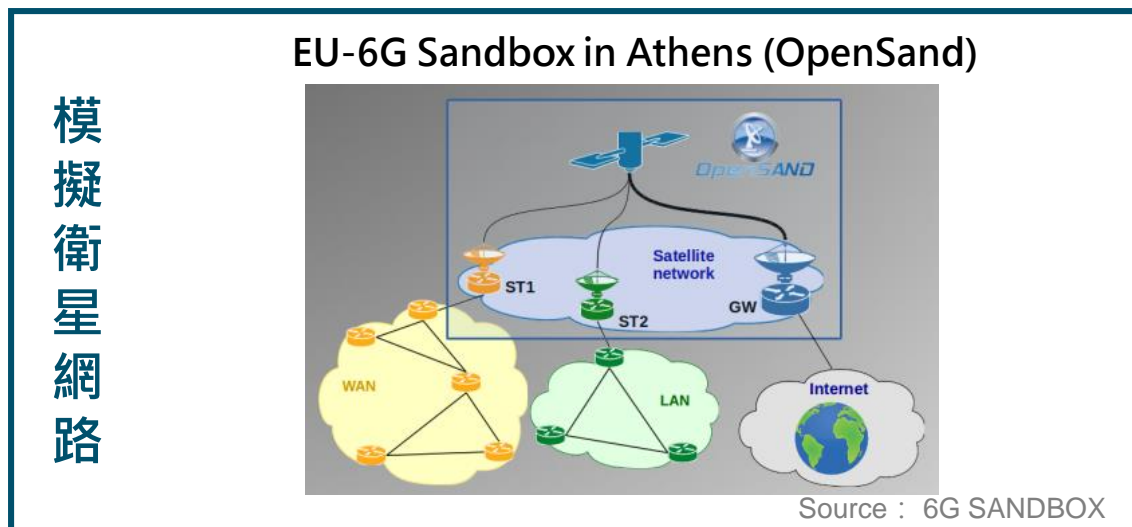 EU-6G Sandbox in Athens (OpenSand)
模擬衛星網路
OpenSAND
Satellite
network
ST1
ST2
GW
WAN
LAN
Internet
Source： 6G SANDBOX